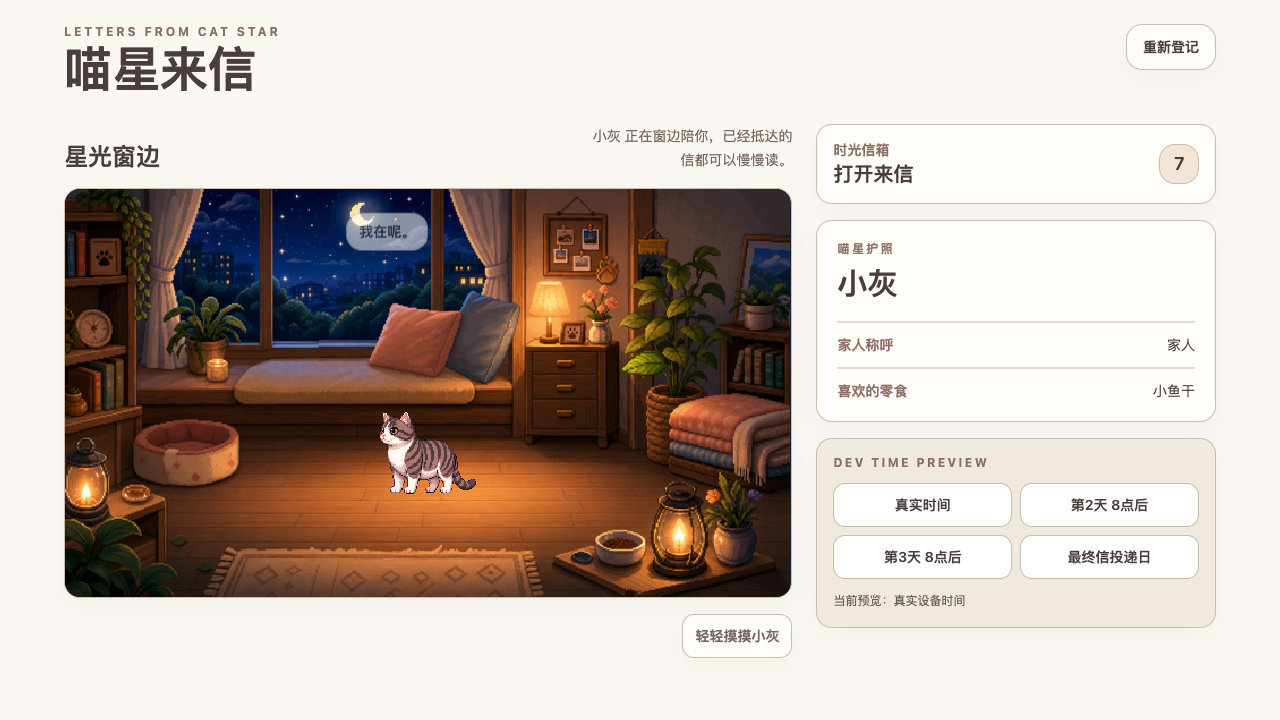 LETTERS FROM CAT STAR
喵星来信
重新登记
星光窗边
小灰 正在窗边陪你，已经抵达的
信都可以慢慢读。
我在呢。
轻轻摸摸小灰
时光信箱
打开来信
7
喵星护照
小灰
家人称呼
家人
喜欢的零食
小鱼干
DEV TIME PREVIEW
真实时间
第2天 8点后
第3天 8点后
最终信投递日
当前预览：真实设备时间